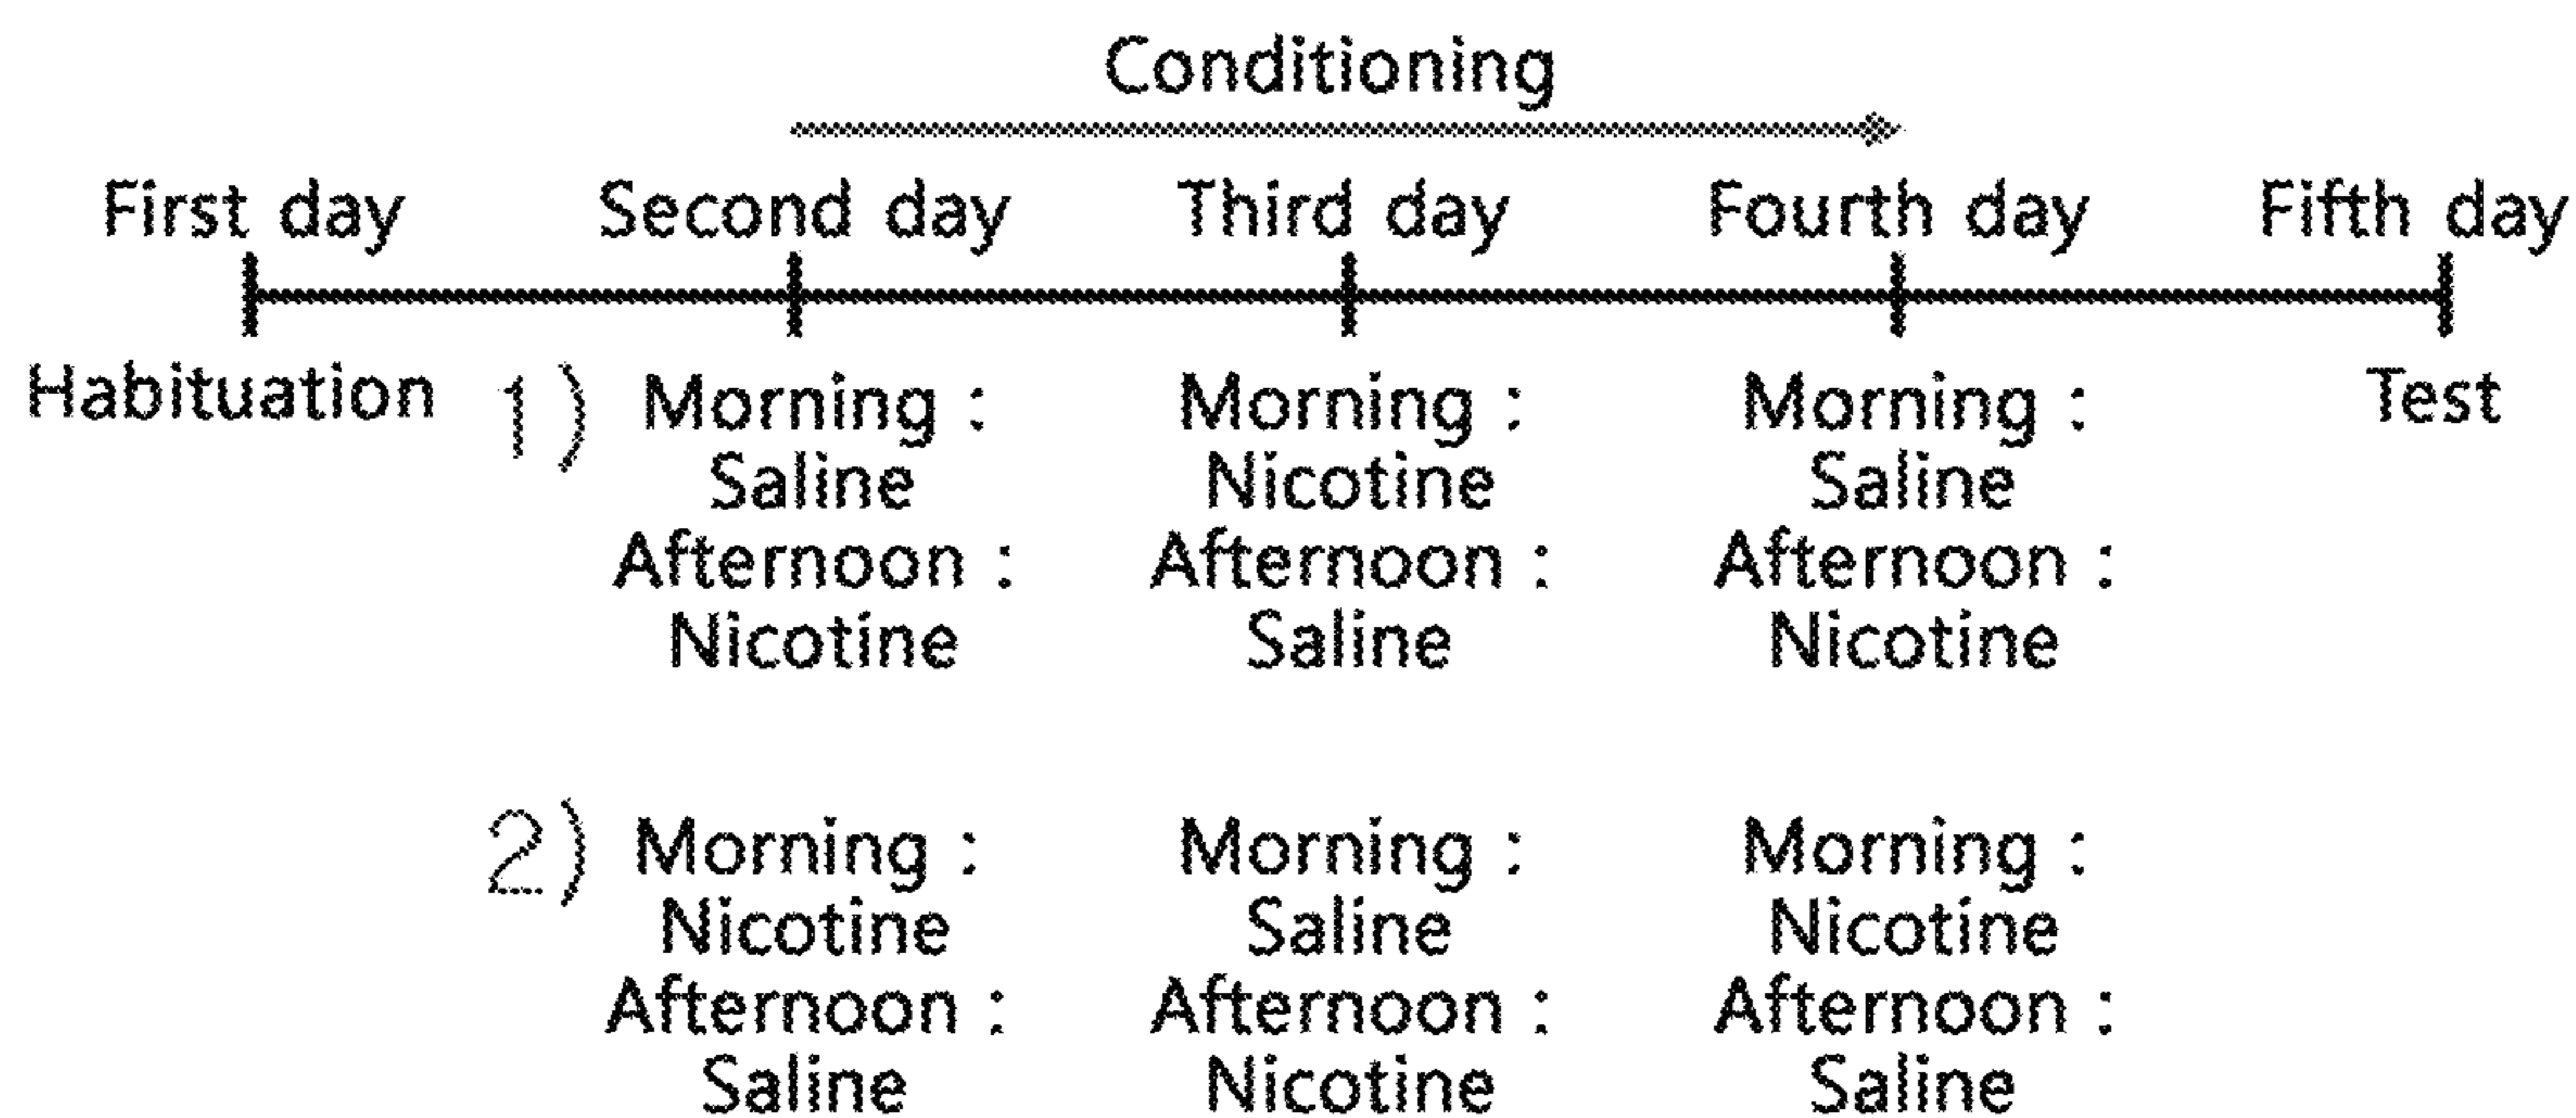 Conditioning
First day Second day Third day Fourth day Fifth day
Habituation 1) Morning : Morning : Morning : Test
Saline Nicotine Saline
Afternoon : Afternoon : Afternoon :
Nicotine Saline Nicotine
2) Morning : Morning : Morning :
Nicotine Saline Nicotine
Afternoon : Afternoon : Afternoon :
Saline Nicotine Saline